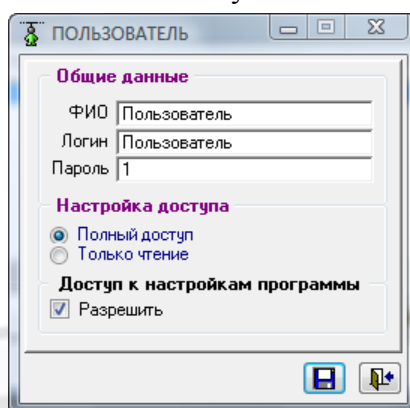 ПОЛЬЗОВАТЕЛЬ
Общие данные
ФИО Пользователь
Логин Пользователь
Пароль 1
Настройка доступа
Полный доступ
Только чтение
Доступ к настройкам программы
Разрешить